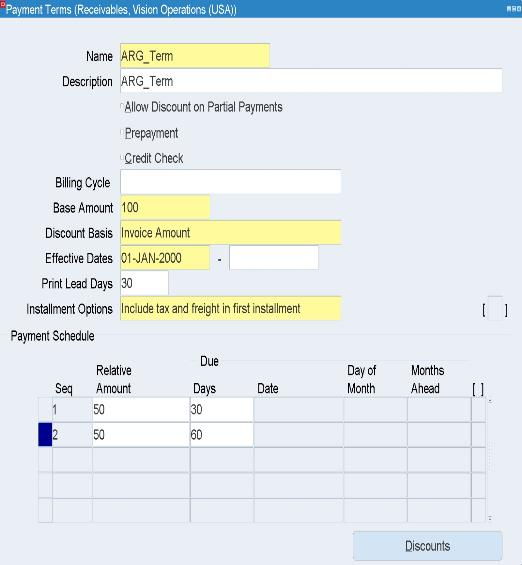 Payment Terms (Receivables, Vision Operations (USA))
Name ARG_Term
Description ARG_Term
Allow Discount on Partial Payments
Prepayment
Credit Check
Billing Cycle
Base Amount 100
Discount Basis Invoice Amount
Effective Dates 01-JAN-2000 -
Print Lead Days 30
Installment Options Include tax and freight in first installment [ ]
Payment Schedule
Due
Relative Day of Months
Seq Amount Days Date Month Ahead [ ]
1 50 30
2 50 60
Discounts